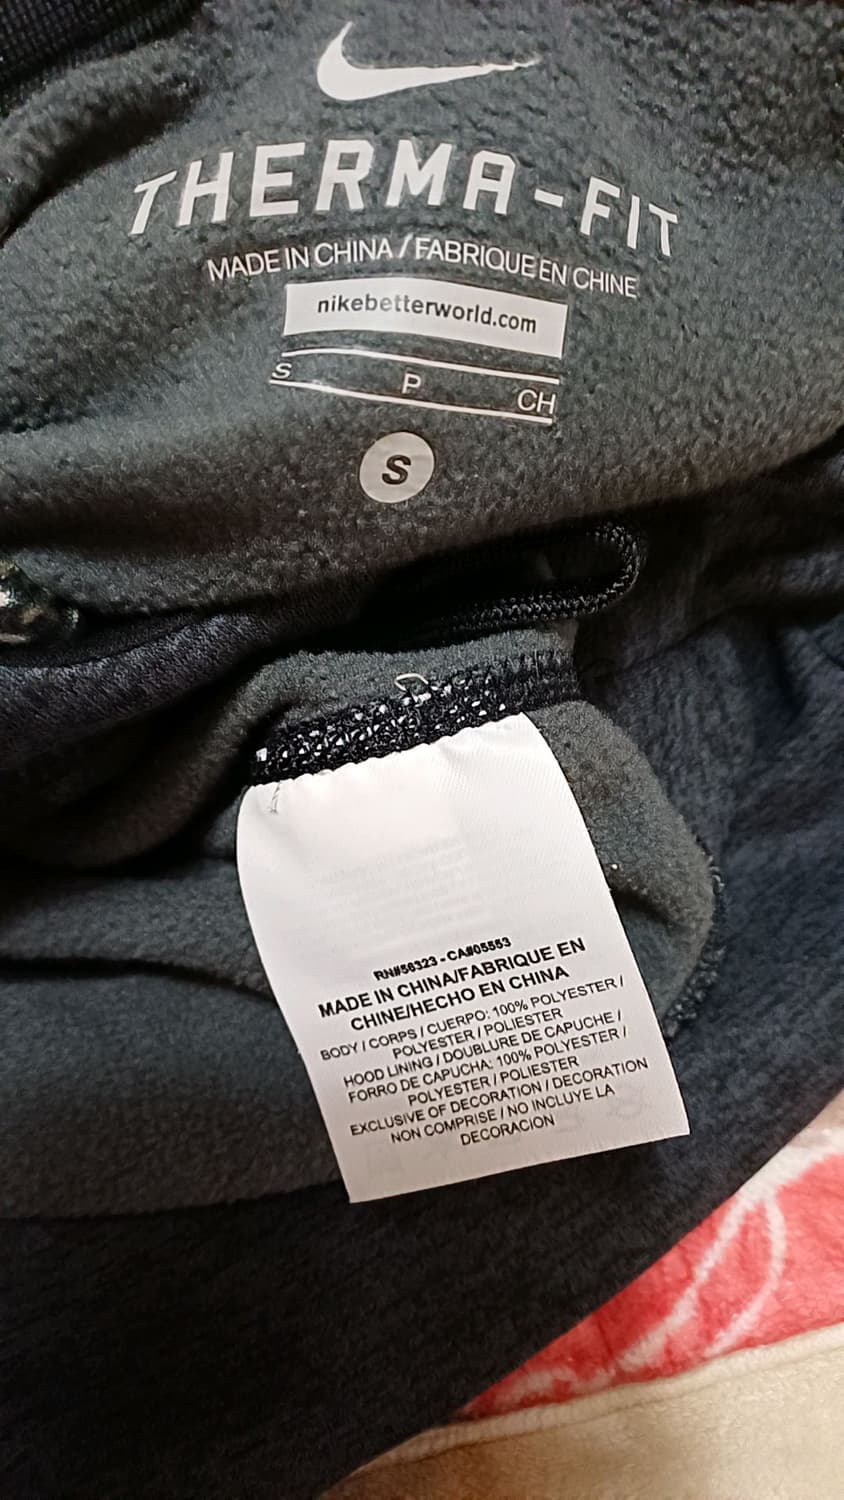 THERMA-FIT
MADE IN CHINA / FABRIQUE EN CHINE
nikebetterworld.com
S P CH
S
RN#56323 - CA#05553
MADE IN CHINA/FABRIQUE EN
CHINE/HECHO EN CHINA
BODY / CORPS / CUERPO: 100% POLYESTER /
POLYESTER / POLIESTER
HOOD LINING / DOUBLURE DE CAPUCHE /
FORRO DE CAPUCHA: 100% POLYESTER /
POLYESTER / POLIESTER
EXCLUSIVE OF DECORATION / DECORATION
NON COMPRISE / NO INCLUYE LA
DECORACION